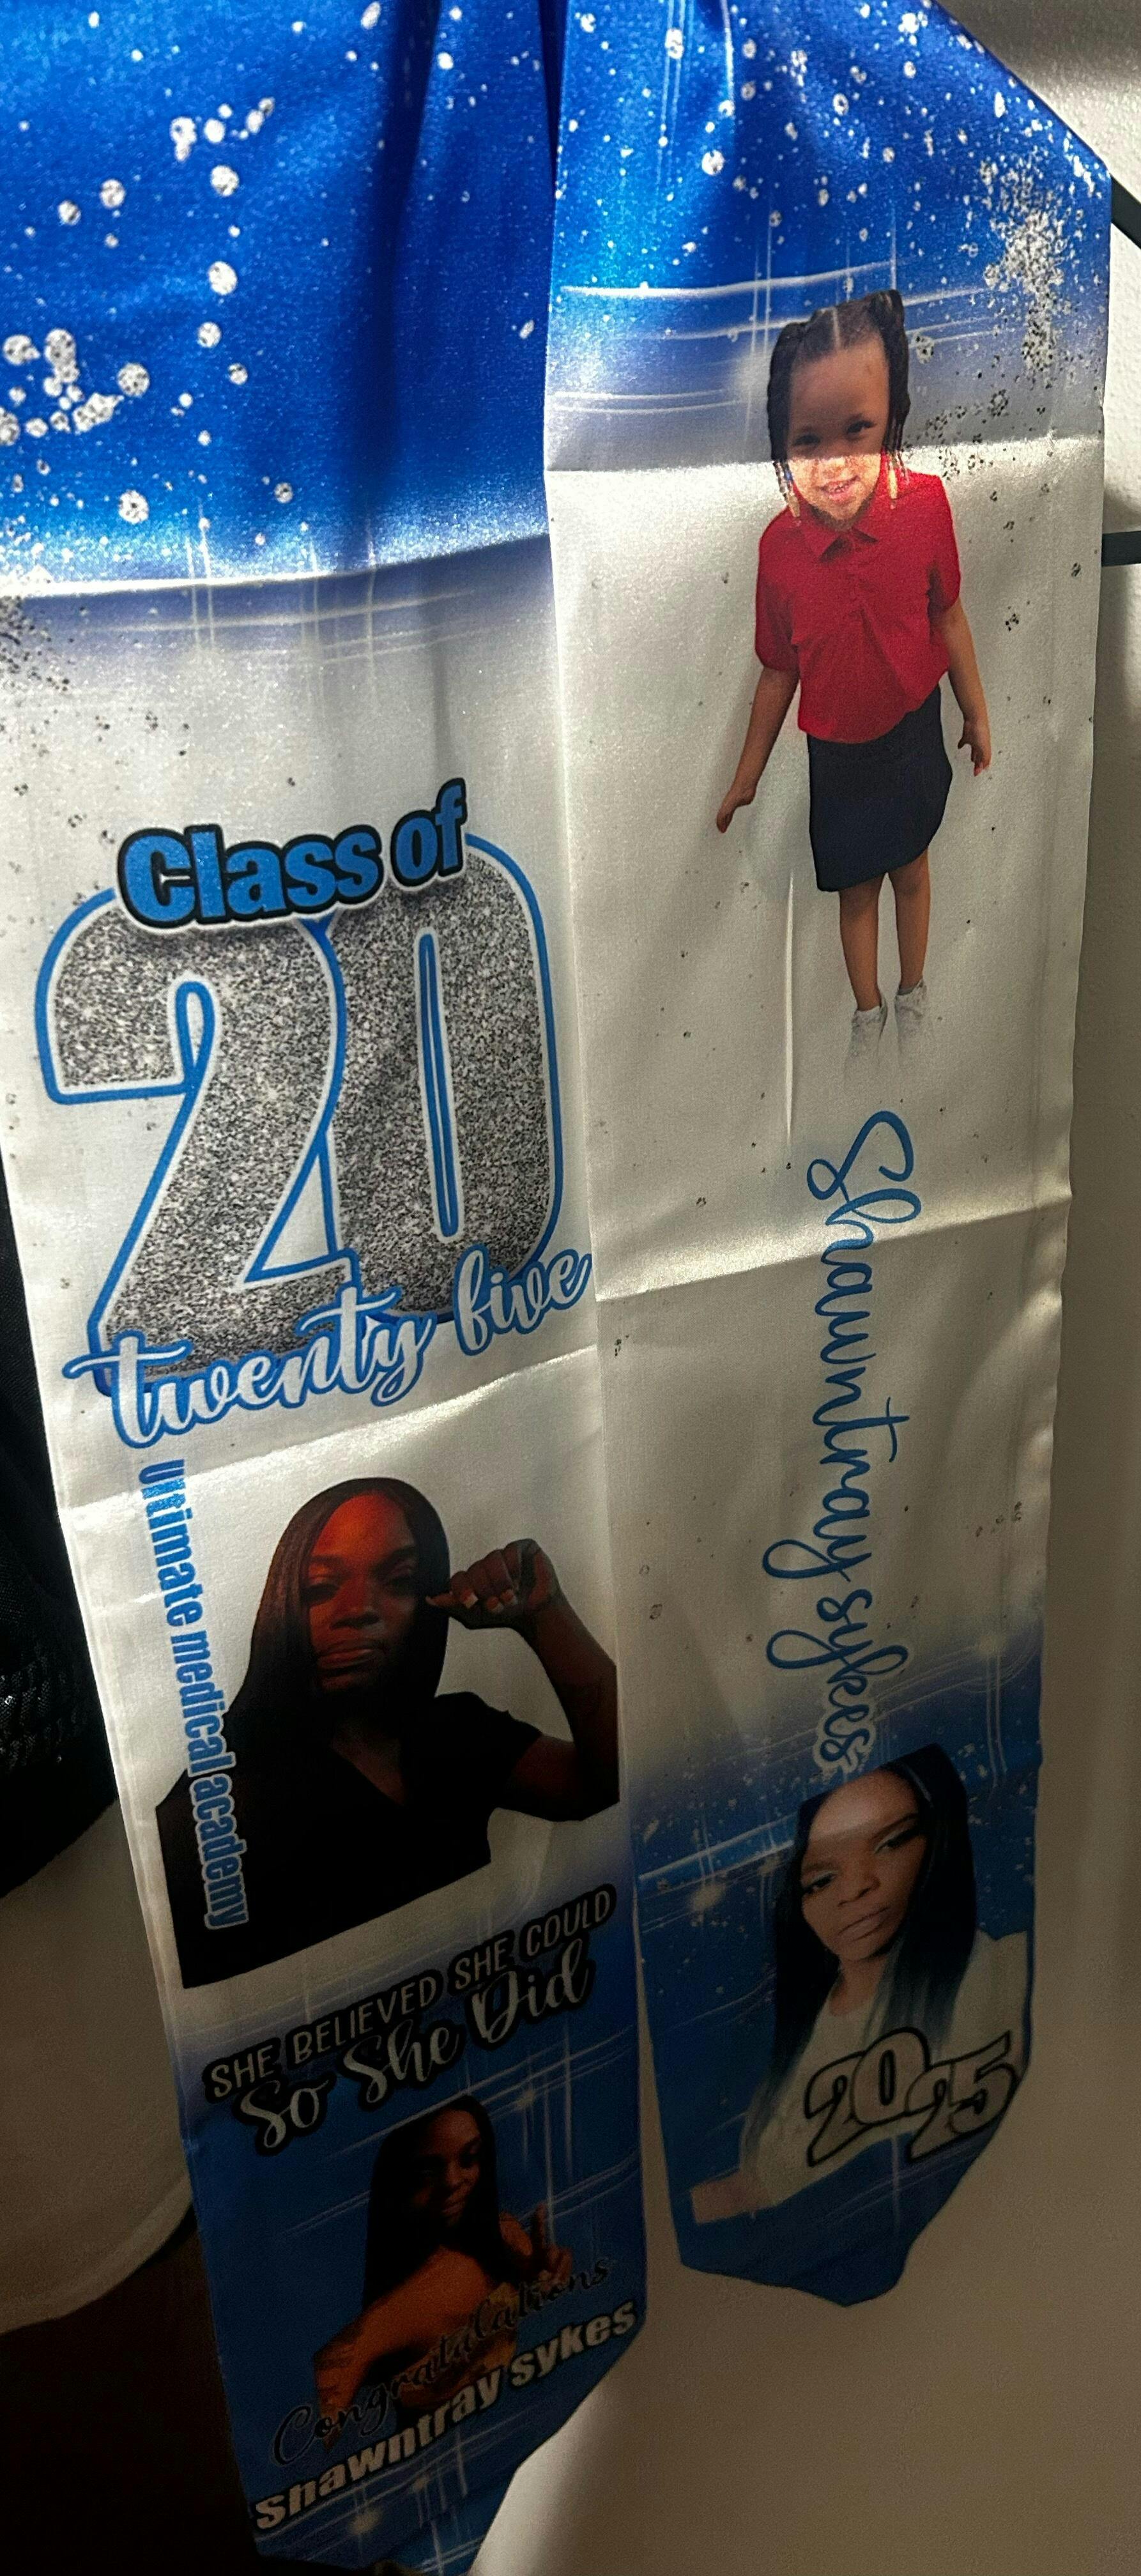 Class of
20
twenty five
Ultimate medical academy
SHE BELIEVED SHE COULD
So She Did
Congratulations
shawntray sykes
Shawntray sykes
2025